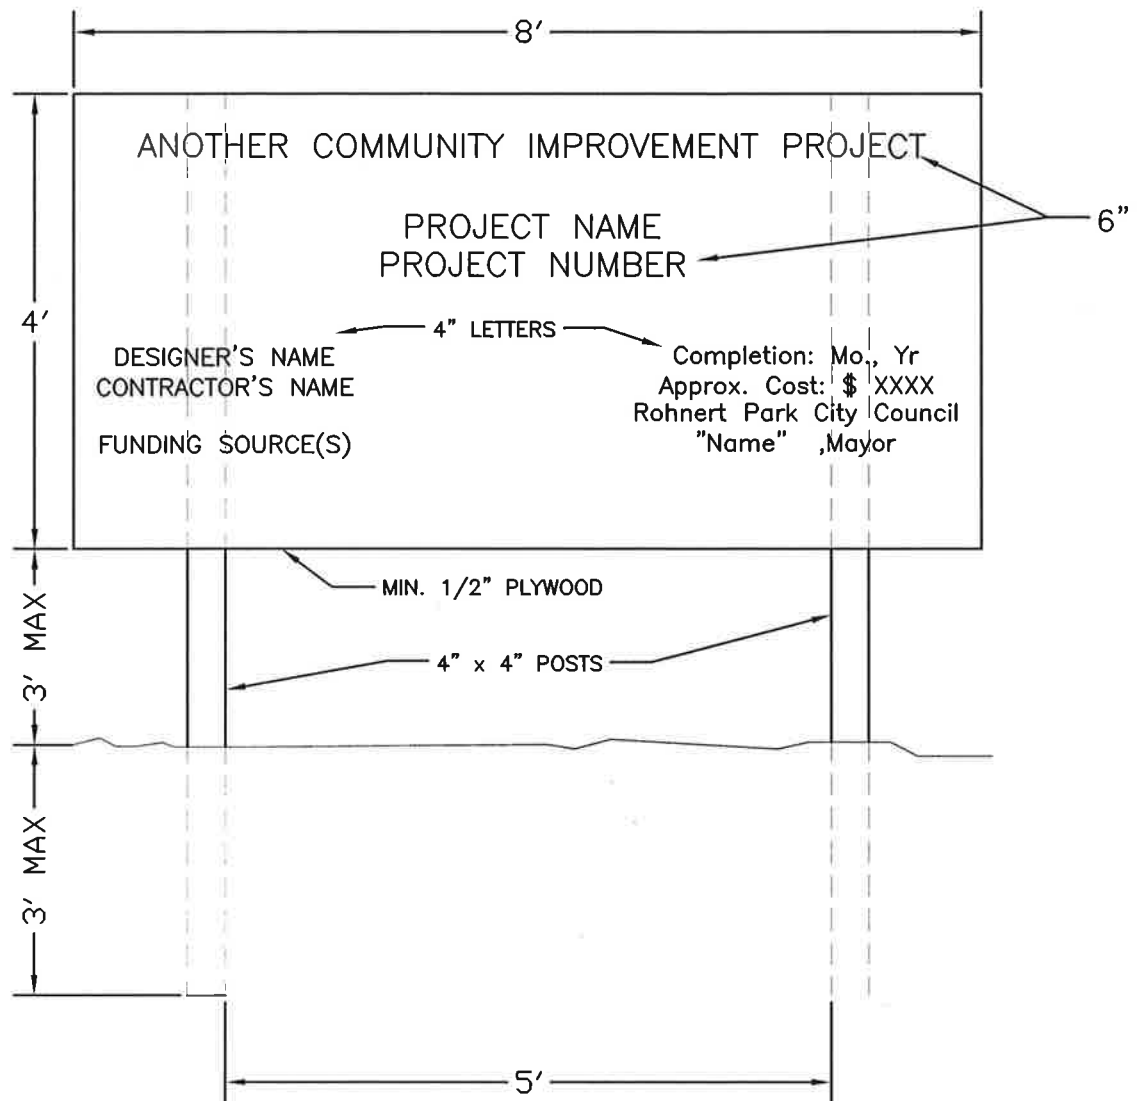 8'
ANOTHER COMMUNITY IMPROVEMENT PROJECT
PROJECT NAME
PROJECT NUMBER
6"
4'
4" LETTERS
DESIGNER'S NAME
CONTRACTOR'S NAME
FUNDING SOURCE(S)
Completion: Mo., Yr
Approx. Cost: $ XXXX
Rohnert Park City Council
"Name" ,Mayor
MIN. 1/2" PLYWOOD
3' MAX
4" x 4" POSTS
3' MAX
5'